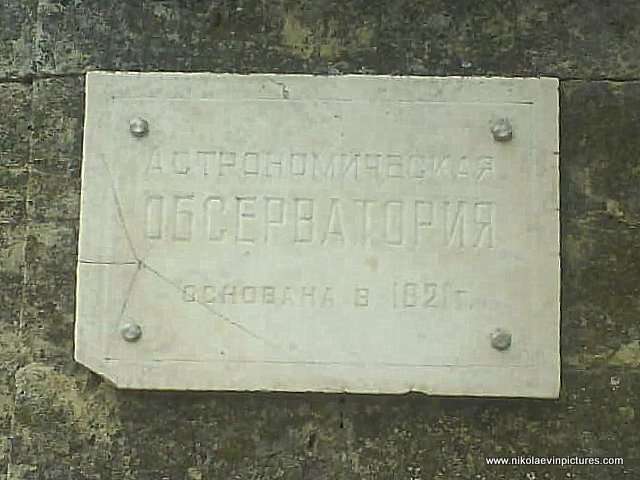 АСТРОНОМИЧЕСКАЯ
ОБСЕРВАТОРИЯ
ОСНОВАНА В 1821 г.
www.nikolaevinpictures.com